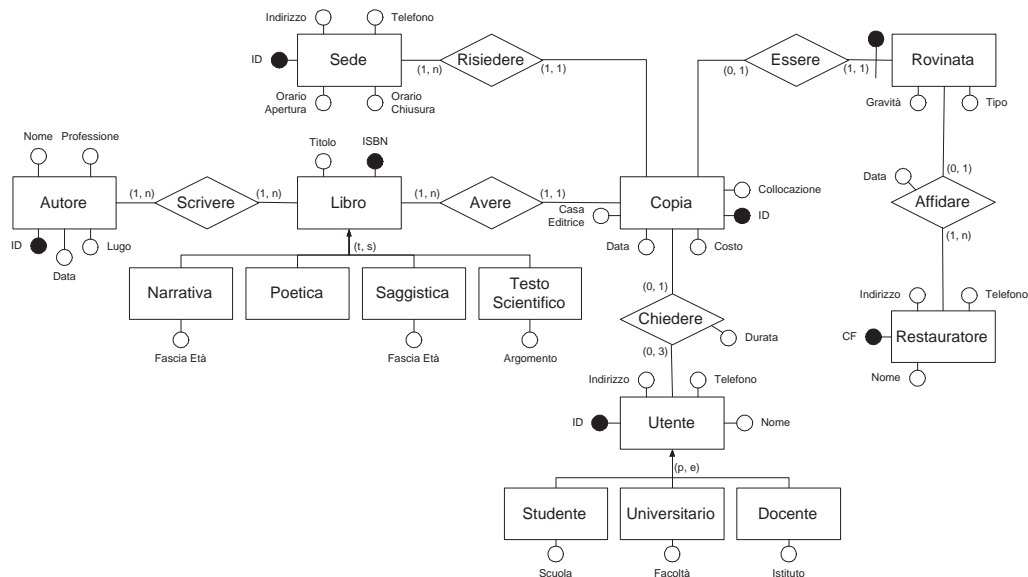 Indirizzo
Telefono
ID
Sede
(1, n)
Risiedere
(1, 1)
Orario
Apertura
Orario
Chiusura
(0, 1)
Essere
(1, 1)
Rovinata
Gravità
Tipo
Nome
Professione
Autore
(1, n)
Scrivere
(1, n)
ID
Data
Lugo
Titolo
ISBN
Libro
(1, n)
Avere
(1, 1)
(t, s)
Casa
Editrice
Copia
Collocazione
ID
Data
Costo
(0, 1)
Data
Affidare
(1, n)
Narrativa
Poetica
Saggistica
Testo
Scientifico
Fascia Età
Fascia Età
Argomento
(0, 1)
Chiedere
Durata
(0, 3)
Indirizzo
Telefono
CF
Restauratore
Nome
Indirizzo
Telefono
ID
Utente
Nome
(p, e)
Studente
Universitario
Docente
Scuola
Facoltà
Istituto